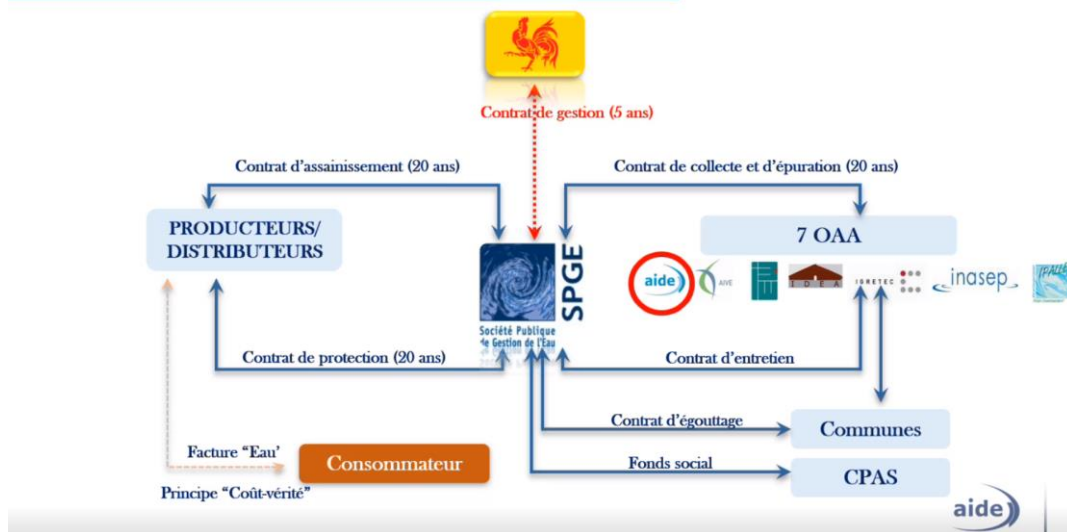 Contrat de gestion (5 ans)
Contrat d'assainissement (20 ans)
Contrat de collecte et d'épuration (20 ans)
PRODUCTEURS/
DISTRIBUTEURS
7 OAA
SPGE
aide
AIVE
IDEA
IGRETEC
inasep
IPALLE
Société Publique
de Gestion de l'Eau
Contrat de protection (20 ans)
Contrat d'entretien
Contrat d'égouttage
Communes
Facture "Eau'
Consommateur
Fonds social
CPAS
Principe "Coût-vérité"
aide